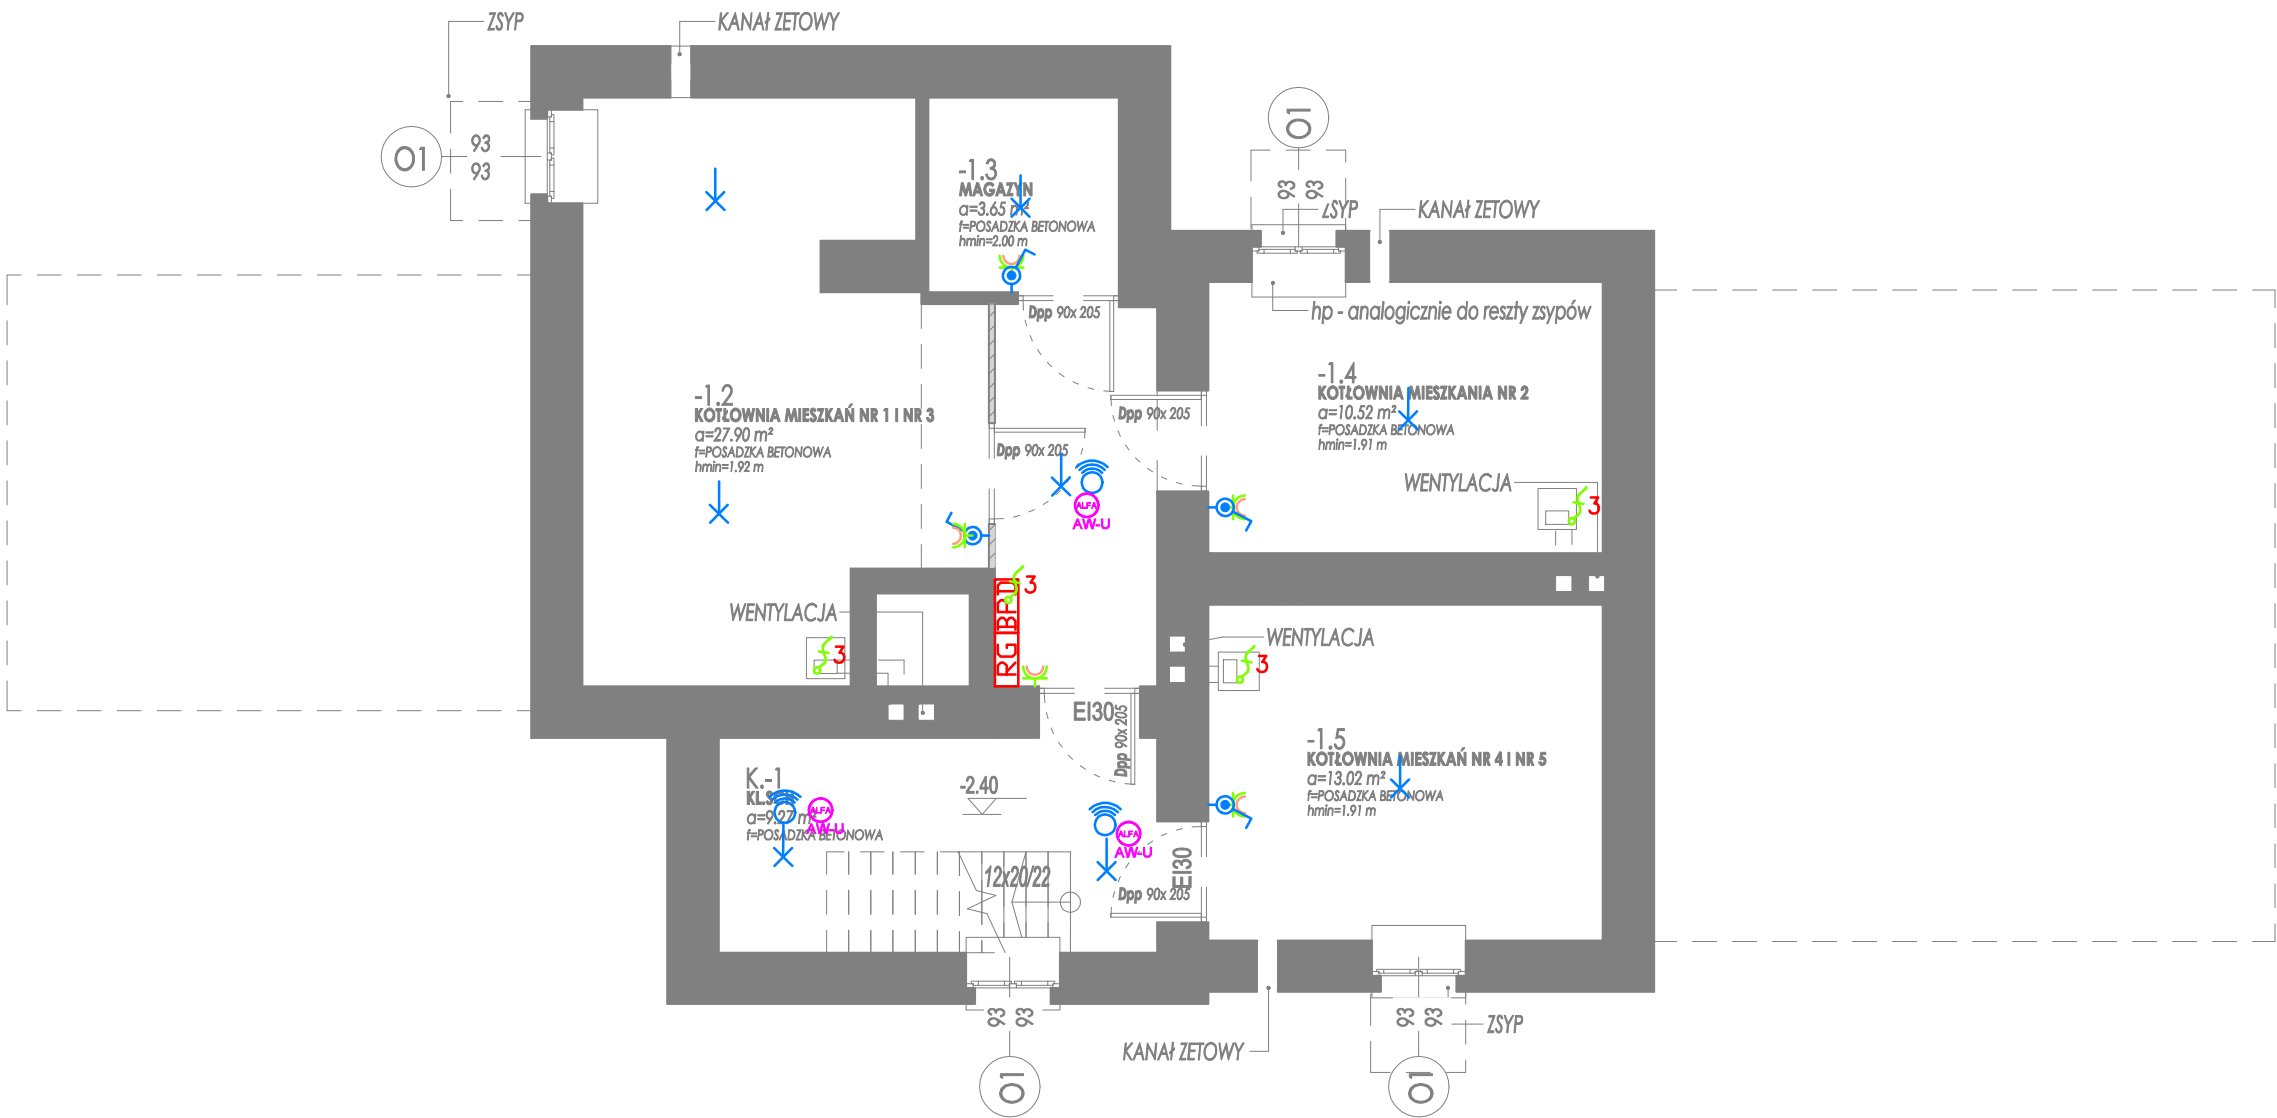 ZSYP
KANAŁ ZETOWY
O1
93
93
O1
93
93
ZSYP
KANAŁ ZETOWY
-1.3
MAGAZYN
a=3.65 m²
f=POSADZKA BETONOWA
hmin=2.00 m
Dpp 90x 205
hp - analogicznie do reszty zsypów
-1.2
KOTŁOWNIA MIESZKAŃ NR 1 I NR 3
a=27.90 m²
f=POSADZKA BETONOWA
hmin=1.92 m
Dpp 90x 205
Dpp 90x 205
-1.4
KOTŁOWNIA MIESZKANIA NR 2
a=10.52 m²
f=POSADZKA BETONOWA
hmin=1.91 m
WENTYLACJA
3
ALFA
AW-U
3
RG
WENTYLACJA
3
WENTYLACJA
3
EI30
Dpp 90x 205
-1.5
KOTŁOWNIA MIESZKAŃ NR 4 I NR 5
a=13.02 m²
f=POSADZKA BETONOWA
hmin=1.91 m
K.-1
a=9.27 m²
f=POSADZKA BETONOWA
ALFA
AW-U
-2.40
ALFA
AW-U
12x20/22
EI30
Dpp 90x 205
93
93
O1
KANAŁ ZETOWY
93
93
ZSYP
O1